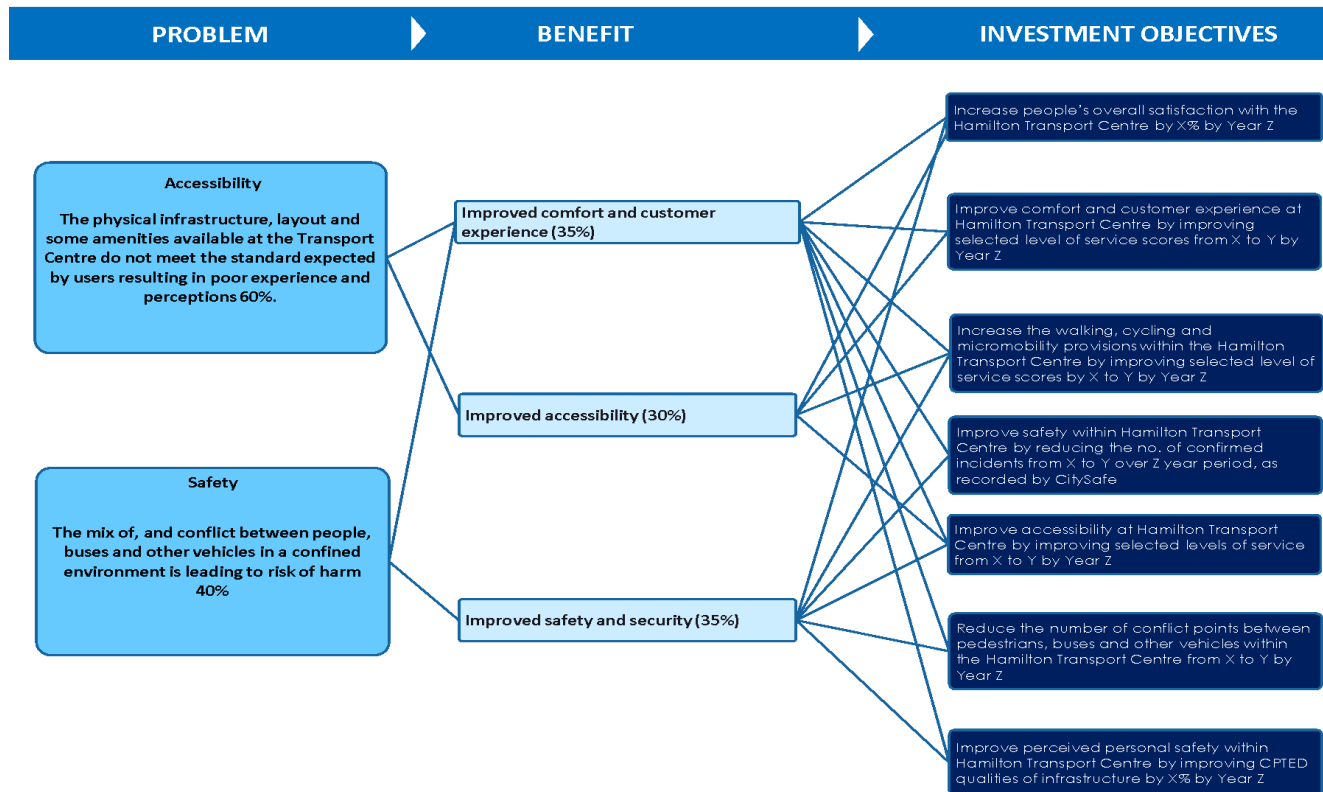 PROBLEM
BENEFIT
INVESTMENT OBJECTIVES
Accessibility
The physical infrastructure, layout and
some amenities available at the Transport
Centre do not meet the standard expected
by users resulting in poor experience and
perceptions 60%.
Safety
The mix of, and conflict between people,
buses and other vehicles in a confined
environment is leading to risk of harm
40%
Improved comfort and customer
experience (35%)
Improved accessibility (30%)
Improved safety and security (35%)
Increase people's overall satisfaction with the
Hamilton Transport Centre by X% by Year Z
Improve comfort and customer experience at
Hamilton Transport Centre by improving
selected level of service scores from X to Y by
Year Z
Increase the walking, cycling and
micromobility provisions within the Hamilton
Transport Centre by improving selected level of
service scores by X to Y by Year Z
Improve safety within Hamilton Transport
Centre by reducing the no. of confirmed
incidents from X to Y over Z year period, as
recorded by CitySafe
Improve accessibility at Hamilton Transport
Centre by improving selected levels of service
from X to Y by Year Z
Reduce the number of conflict points between
pedestrians, buses and other vehicles within
the Hamilton Transport Centre from X to Y by
Year Z
Improve perceived personal safety within
Hamilton Transport Centre by improving CPTED
qualities of infrastructure by X% by Year Z